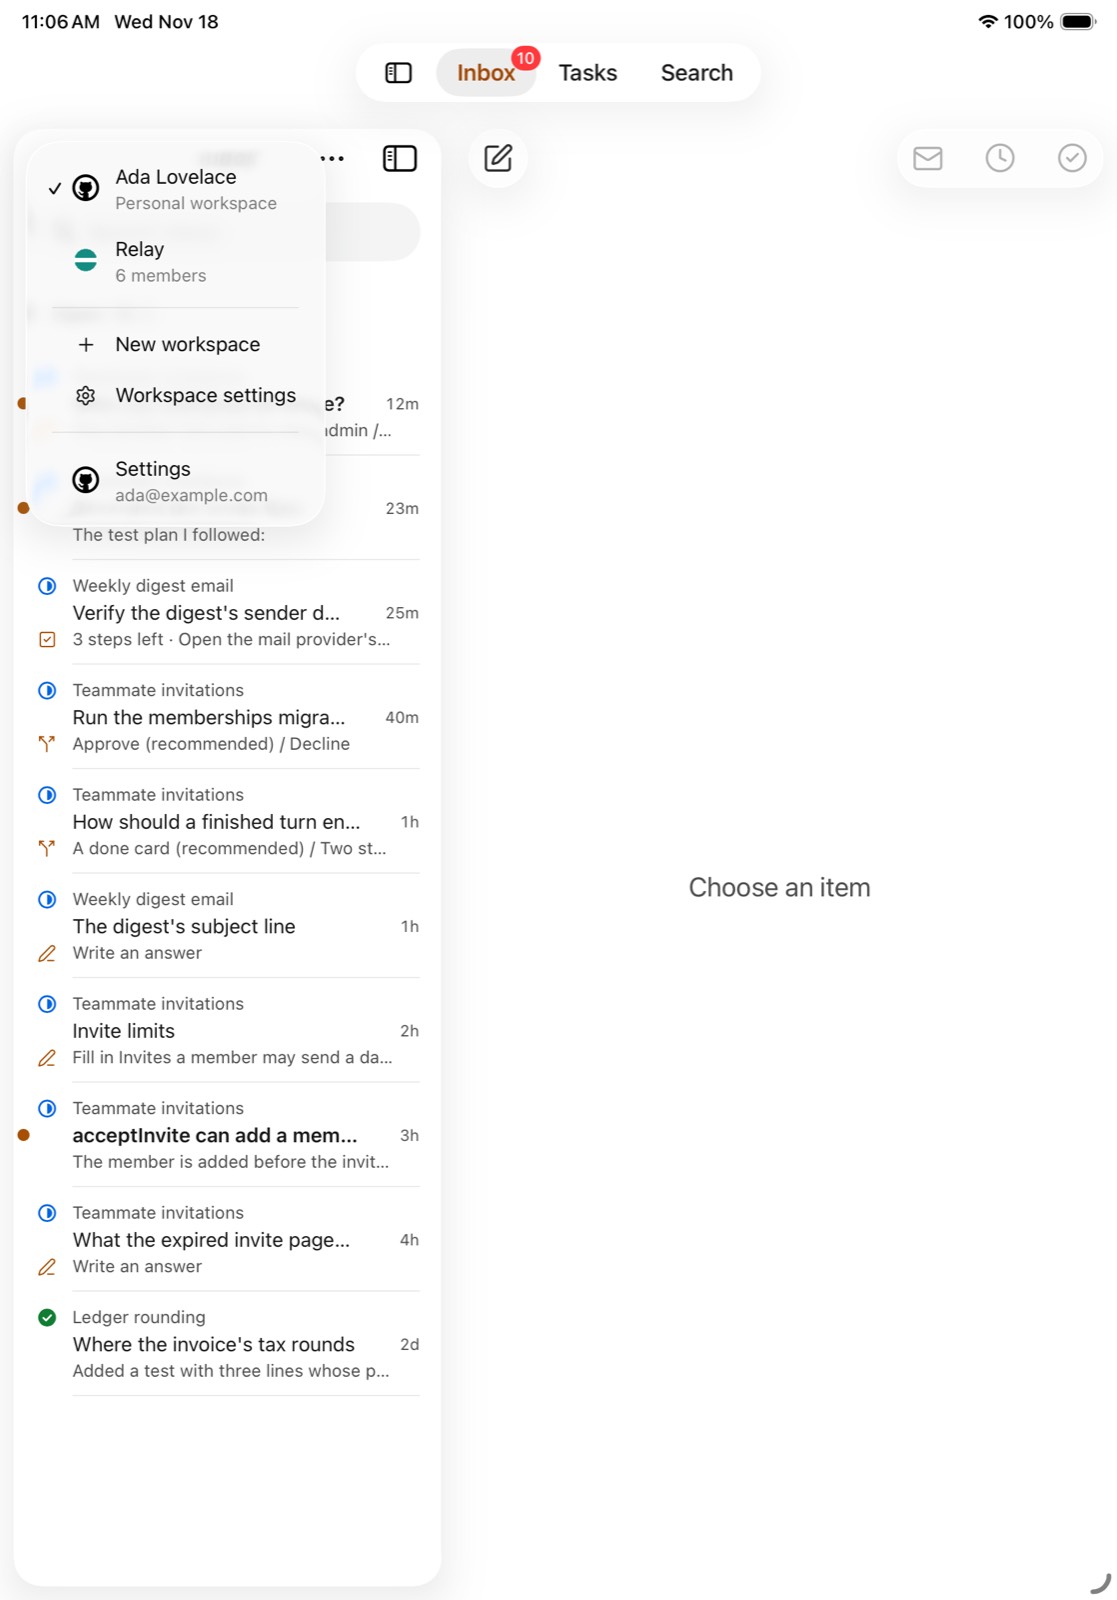 11:06 AM Wed Nov 18
100%
Inbox
10
Tasks
Search
Ada Lovelace
Personal workspace
Relay
6 members
New workspace
Workspace settings
Settings
ada@example.com
e?
12m
admin /...
23m
The test plan I followed:
Weekly digest email
Verify the digest's sender d...
25m
3 steps left · Open the mail provider's...
Teammate invitations
Run the memberships migra...
40m
Approve (recommended) / Decline
Teammate invitations
How should a finished turn en...
1h
A done card (recommended) / Two st...
Weekly digest email
The digest's subject line
1h
Write an answer
Teammate invitations
Invite limits
2h
Fill in Invites a member may send a da...
Teammate invitations
acceptInvite can add a mem...
3h
The member is added before the invit...
Teammate invitations
What the expired invite page...
4h
Write an answer
Ledger rounding
Where the invoice's tax rounds
2d
Added a test with three lines whose p...
Choose an item